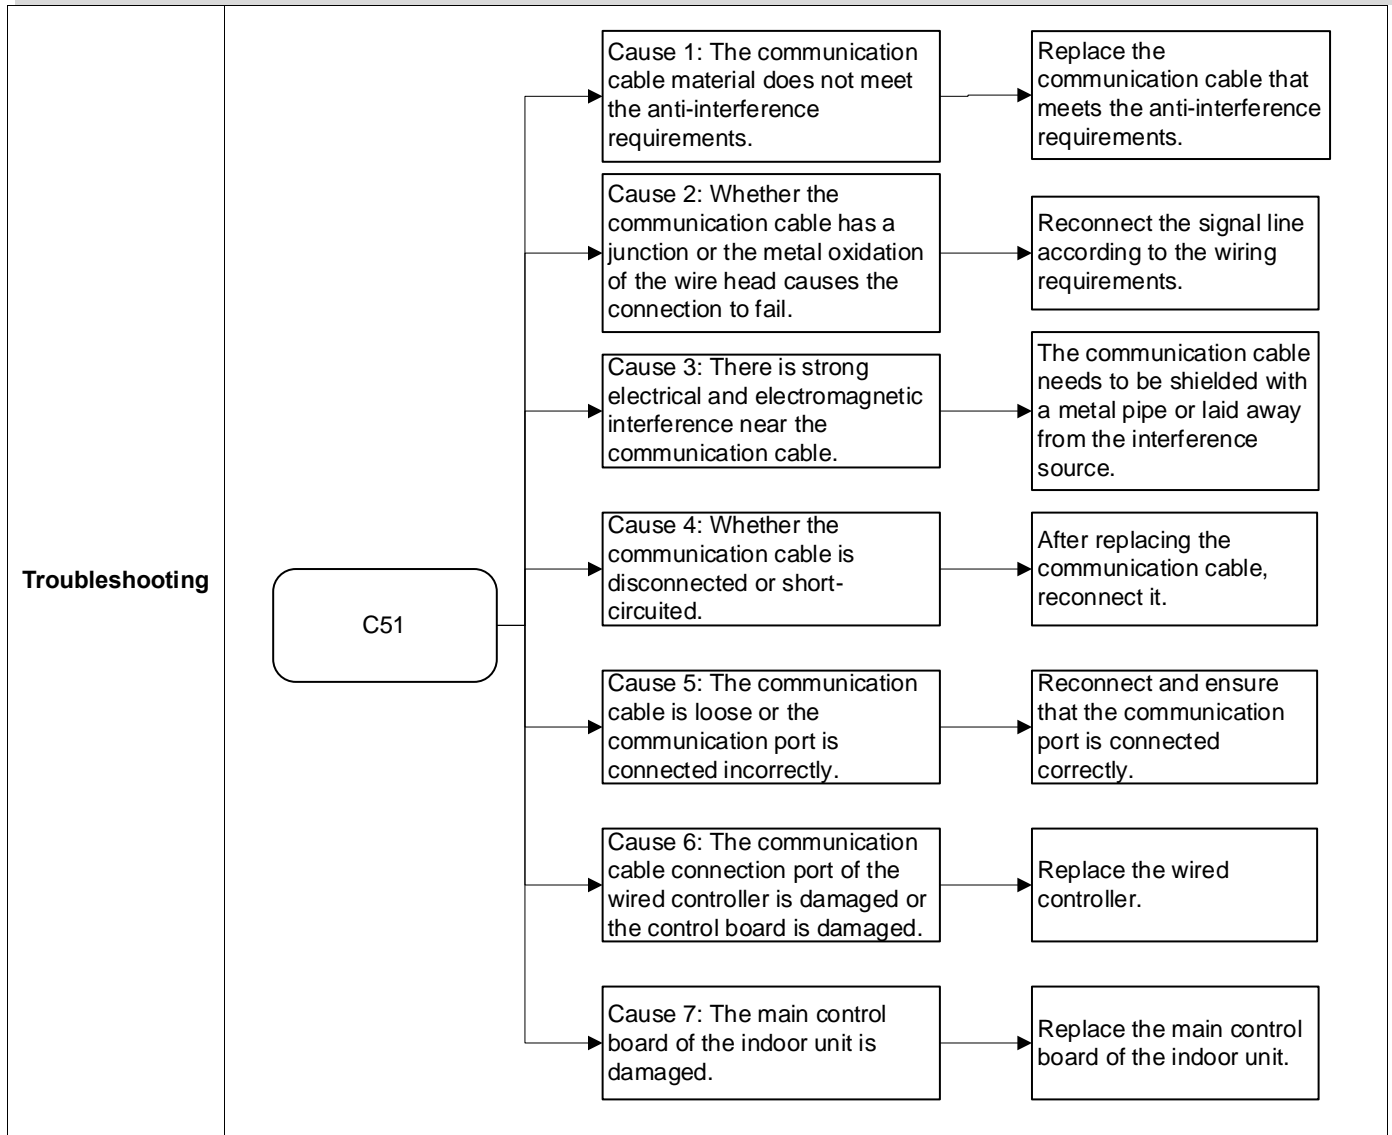 Troubleshooting
C51
Cause 1: The communication
cable material does not meet
the anti-interference
requirements.
Replace the
communication cable that
meets the anti-interference
requirements.
Cause 2: Whether the
communication cable has a
junction or the metal oxidation
of the wire head causes the
connection to fail.
Reconnect the signal line
according to the wiring
requirements.
Cause 3: There is strong
electrical and electromagnetic
interference near the
communication cable.
The communication cable
needs to be shielded with
a metal pipe or laid away
from the interference
source.
Cause 4: Whether the
communication cable is
disconnected or short-
circuited.
After replacing the
communication cable,
reconnect it.
Cause 5: The communication
cable is loose or the
communication port is
connected incorrectly.
Reconnect and ensure
that the communication
port is connected
correctly.
Cause 6: The communication
cable connection port of the
wired controller is damaged or
the control board is damaged.
Replace the wired
controller.
Cause 7: The main control
board of the indoor unit is
damaged.
Replace the main control
board of the indoor unit.